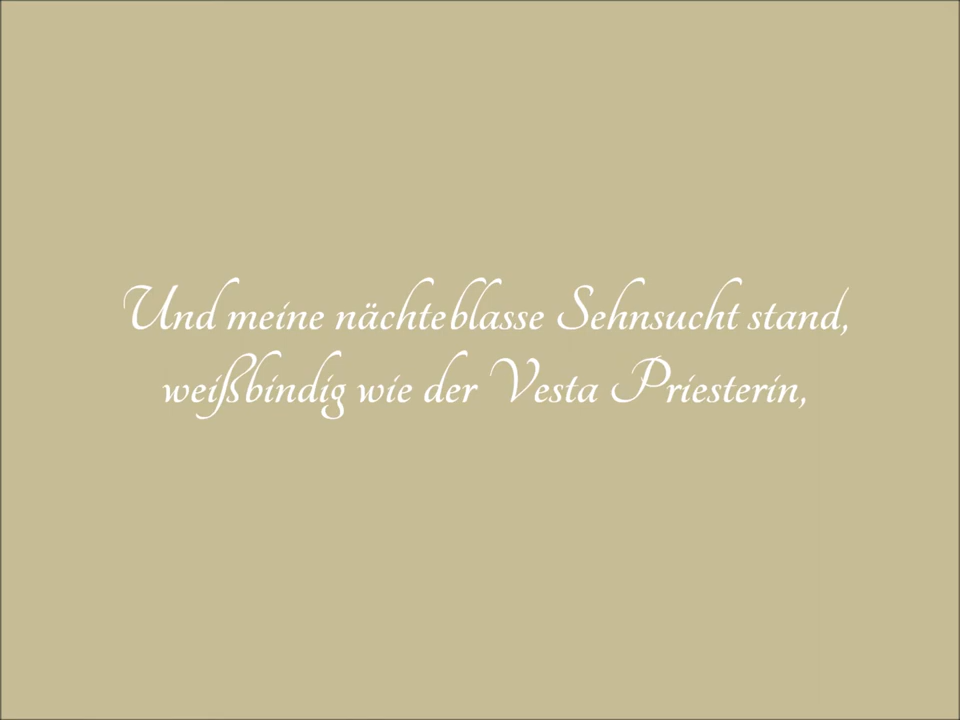 Und meine nächteblasse Sehnsucht stand,
weißbindig wie der Vesta Priesterin,